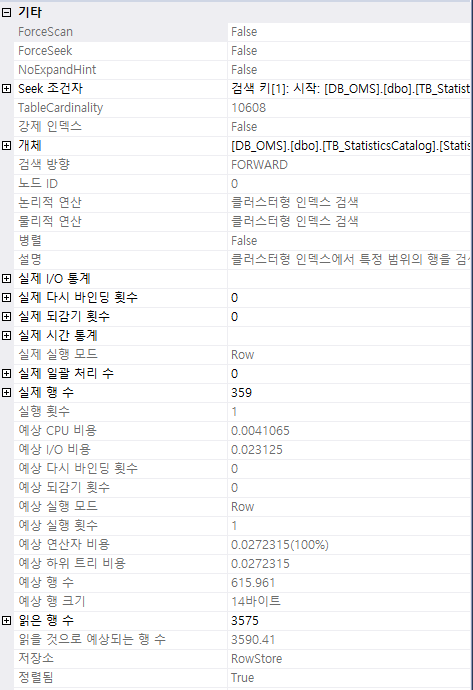 기타
ForceScan False
ForceSeek False
NoExpandHint False
Seek 조건자 검색 키[1]: 시작: [DB_OMS].[dbo].[TB_Statist
TableCardinality 10608
강제 인덱스 False
개체 [DB_OMS].[dbo].[TB_StatisticsCatalog].[Statis
검색 방향 FORWARD
노드 ID 0
논리적 연산 클러스터형 인덱스 검색
물리적 연산 클러스터형 인덱스 검색
병렬 False
설명 클러스터형 인덱스에서 특정 범위의 행을 검
실제 I/O 통계
실제 다시 바인딩 횟수 0
실제 되감기 횟수 0
실제 시간 통계
실제 실행 모드 Row
실제 일괄 처리 수 0
실제 행 수 359
실행 횟수 1
예상 CPU 비용 0.0041065
예상 I/O 비용 0.023125
예상 다시 바인딩 횟수 0
예상 되감기 횟수 0
예상 실행 모드 Row
예상 실행 횟수 1
예상 연산자 비용 0.0272315(100%)
예상 하위 트리 비용 0.0272315
예상 행 수 615.961
예상 행 크기 14바이트
읽은 행 수 3575
읽을 것으로 예상되는 행 수 3590.41
저장소 RowStore
정렬됨 True